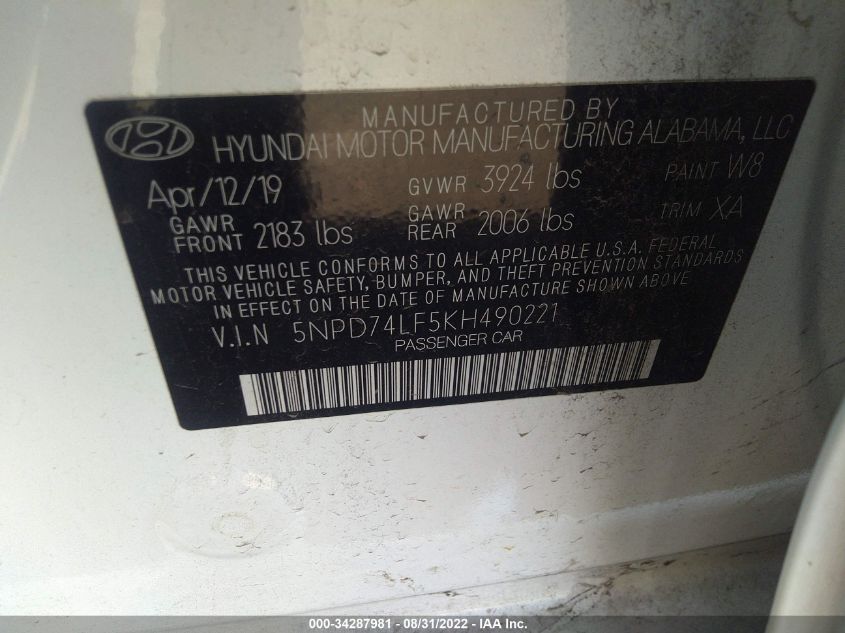 MANUFACTURED BY
HYUNDAI MOTOR MANUFACTURING ALABAMA, LLC
Apr/12/19 GVWR 3924 lbs PAINT W8
GAWR FRONT 2183 lbs GAWR REAR 2006 lbs TRIM XA
THIS VEHICLE CONFORMS TO ALL APPLICABLE U.S.A. FEDERAL
MOTOR VEHICLE SAFETY, BUMPER, AND THEFT PREVENTION STANDARDS
IN EFFECT ON THE DATE OF MANUFACTURE SHOWN ABOVE.
V.I.N 5NPD74LF5KH490221
PASSENGER CAR
000-34287981 - 08/31/2022 - IAA, Inc.